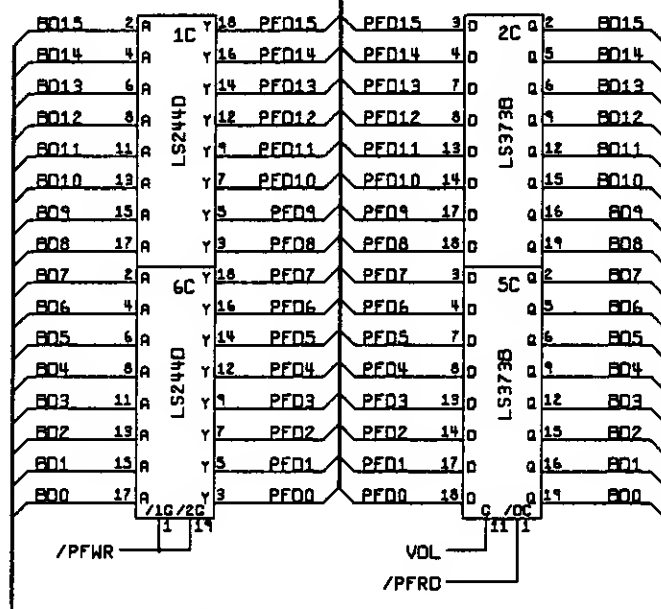 BD15 2 A 1C Y 18 PFD15 PFD15 3 D 2C Q 2 BD15
BD14 4 A Y 16 PFD14 PFD14 4 D Q 5 BD14
BD13 6 A Y 14 PFD13 PFD13 7 D Q 6 BD13
BD12 8 A Y 12 PFD12 PFD12 8 D Q 9 BD12
LS244D LS373B
BD11 11 A Y 9 PFD11 PFD11 13 D Q 12 BD11
BD10 13 A Y 7 PFD10 PFD10 14 D Q 15 BD10
BD9 15 A Y 5 PFD9 PFD9 17 D Q 16 BD9
BD8 17 A Y 3 PFD8 PFD8 18 D Q 19 BD8
BD7 2 A 6C Y 18 PFD7 PFD7 3 D 5C Q 2 BD7
BD6 4 A Y 16 PFD6 PFD6 4 D Q 5 BD6
BD5 6 A Y 14 PFD5 PFD5 7 D Q 6 BD5
BD4 8 A Y 12 PFD4 PFD4 8 D Q 9 BD4
LS244D LS373B
BD3 11 A Y 9 PFD3 PFD3 13 D Q 12 BD3
BD2 13 A Y 7 PFD2 PFD2 14 D Q 15 BD2
BD1 15 A Y 5 PFD1 PFD1 17 D Q 16 BD1
BD0 17 A Y 3 PFD0 PFD0 18 D Q 19 BD0
/1G /2G G /OC
1 19 11 1
/PFWR VOL
/PFRD